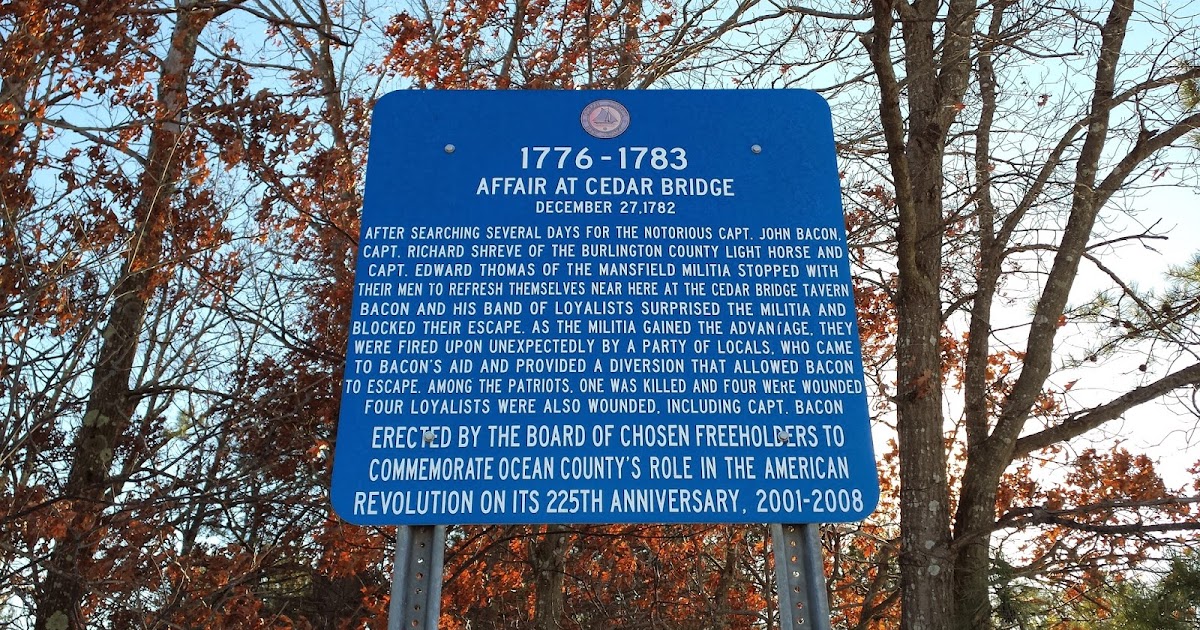 1776-1783
AFFAIR AT CEDAR BRIDGE
DECEMBER 27,1782
AFTER SEARCHING SEVERAL DAYS FOR THE NOTORIOUS CAPT. JOHN BACON,
CAPT. RICHARD SHREVE OF THE BURLINGTON COUNTY LIGHT HORSE AND
CAPT. EDWARD THOMAS OF THE MANSFIELD MILITIA STOPPED WITH
THEIR MEN TO REFRESH THEMSELVES NEAR HERE AT THE CEDAR BRIDGE TAVERN
BACON AND HIS BAND OF LOYALISTS SURPRISED THE MILITIA AND
BLOCKED THEIR ESCAPE. AS THE MILITIA GAINED THE ADVANTAGE, THEY
WERE FIRED UPON UNEXPECTEDLY BY A PARTY OF LOCALS, WHO CAME
TO BACON'S AID AND PROVIDED A DIVERSION THAT ALLOWED BACON
TO ESCAPE. AMONG THE PATRIOTS, ONE WAS KILLED AND FOUR WERE WOUNDED
FOUR LOYALISTS WERE ALSO WOUNDED, INCLUDING CAPT. BACON
ERECTED BY THE BOARD OF CHOSEN FREEHOLDERS TO
COMMEMORATE OCEAN COUNTY'S ROLE IN THE AMERICAN
REVOLUTION ON ITS 225TH ANNIVERSARY, 2001-2008